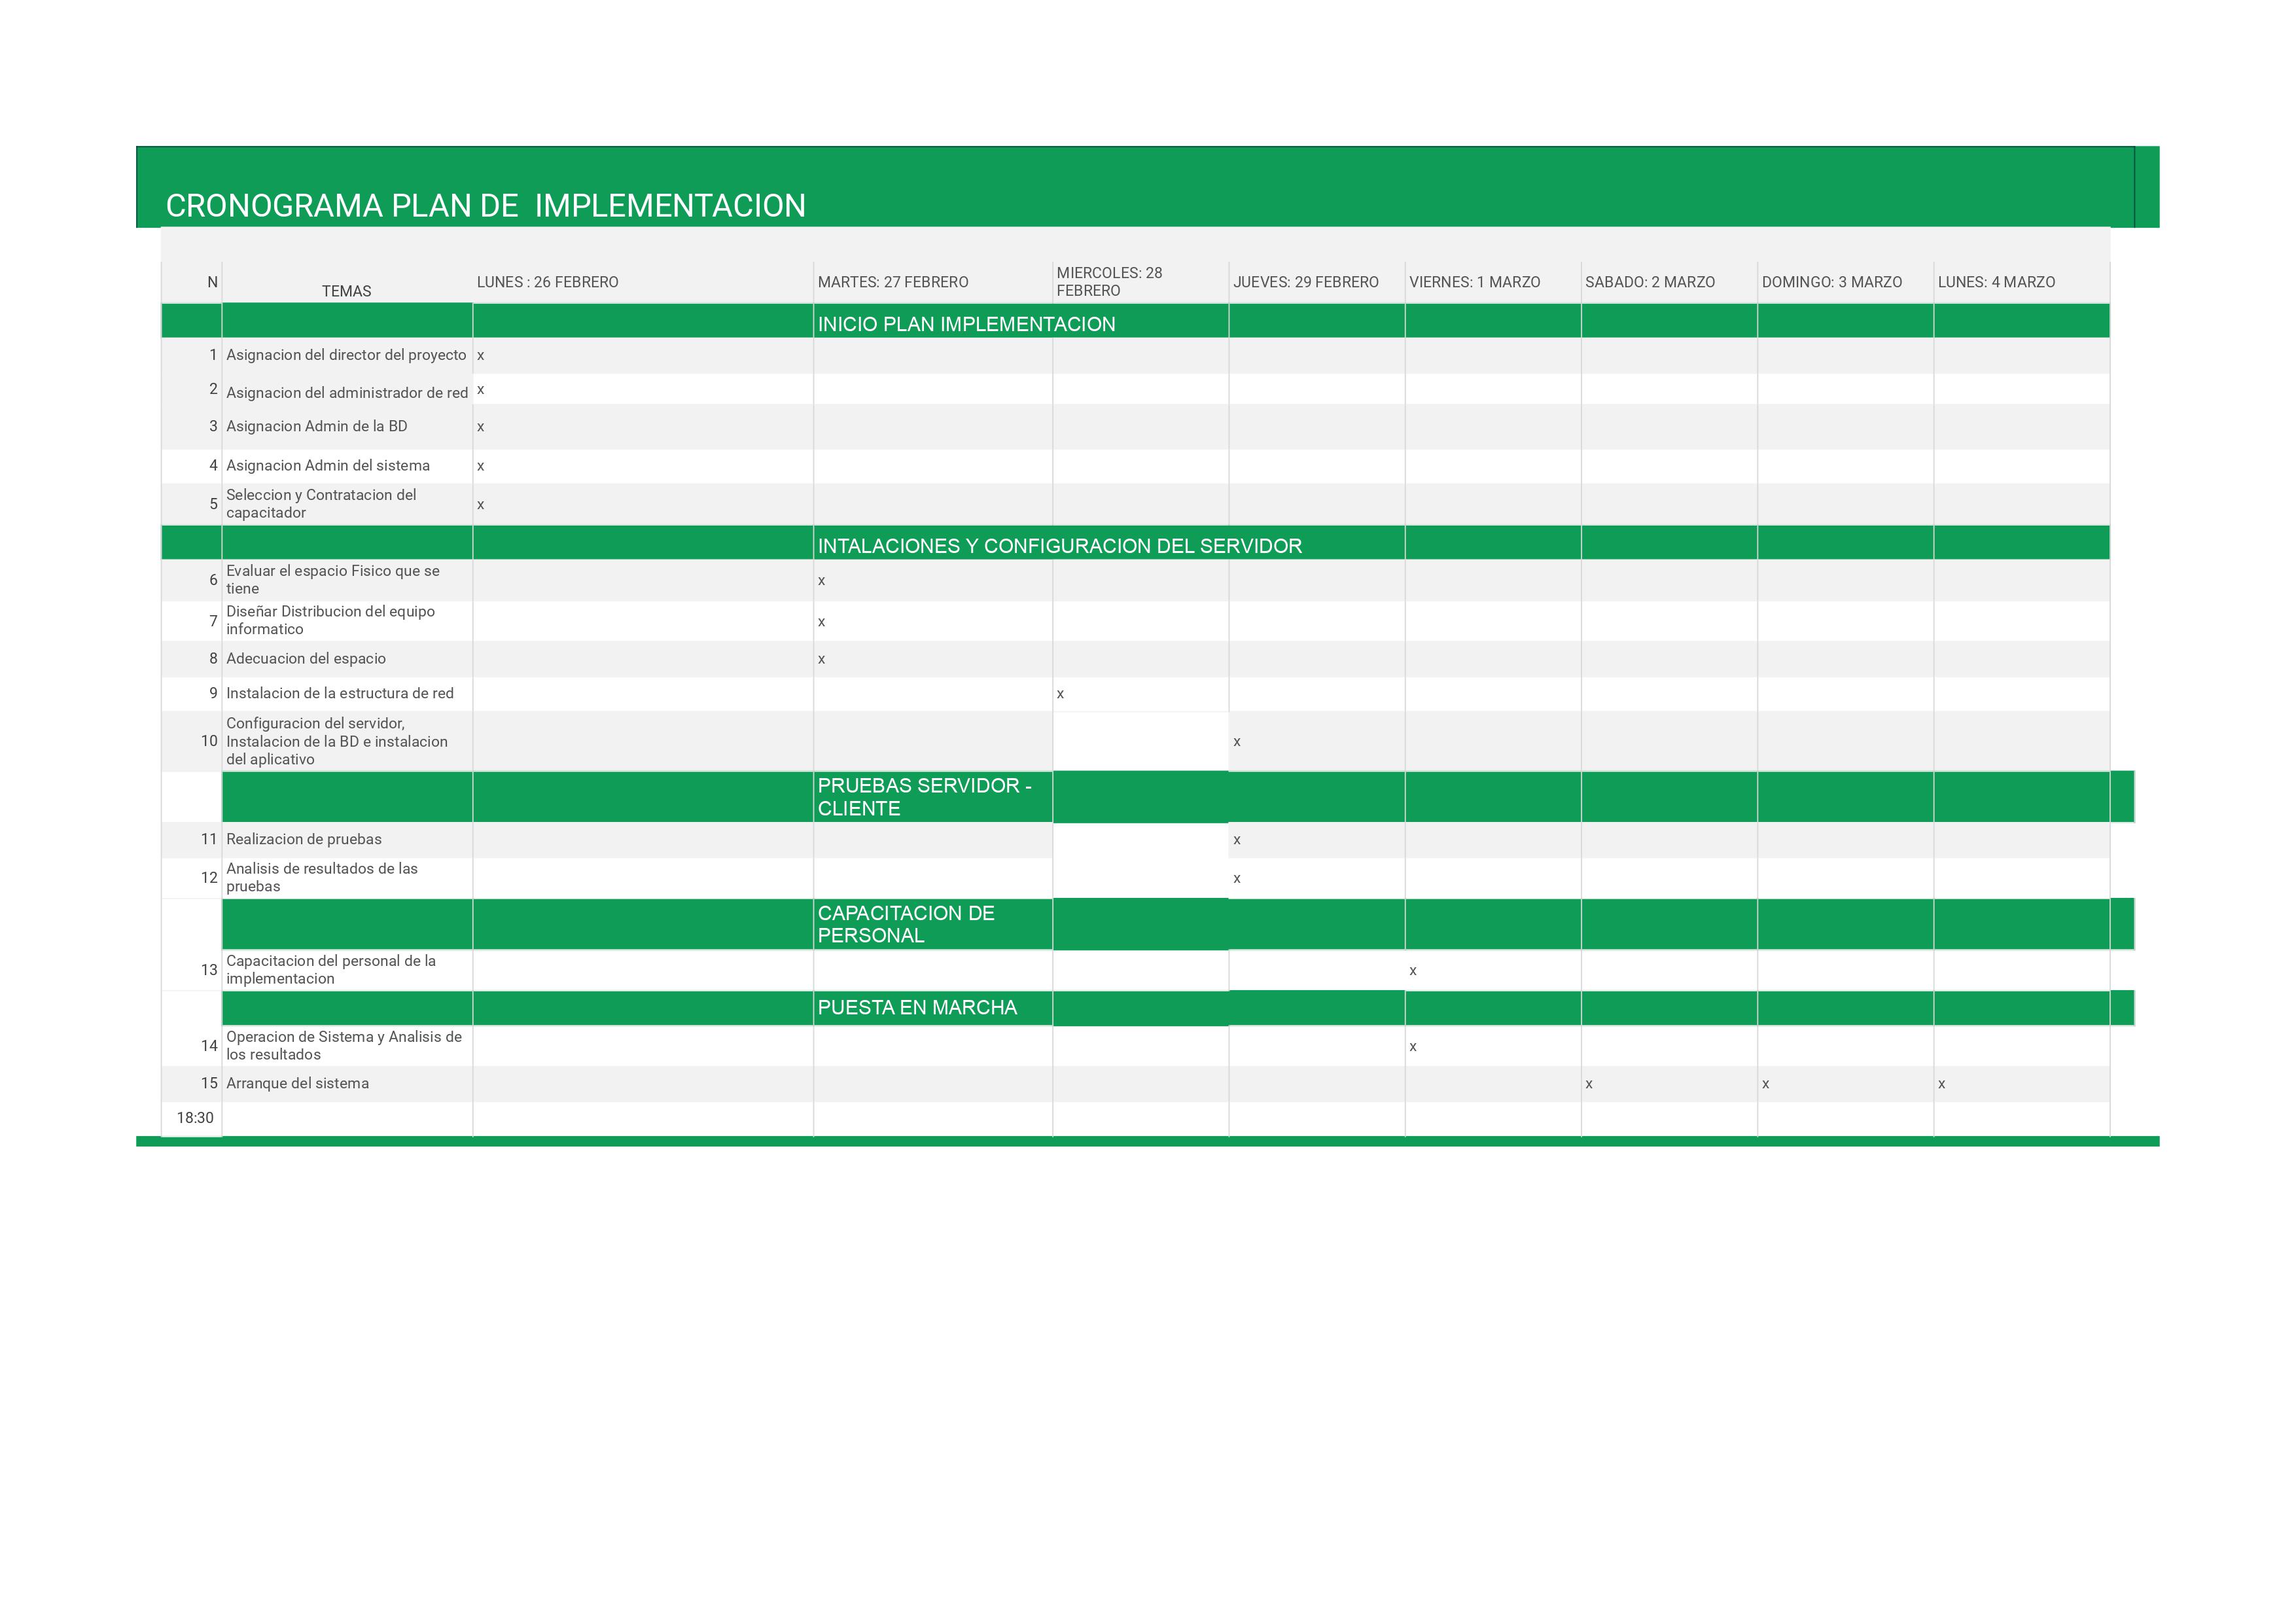 CRONOGRAMA PLAN DE  IMPLEMENTACION
N TEMAS LUNES : 26 FEBRERO MARTES: 27 FEBRERO MIERCOLES: 28 FEBRERO JUEVES: 29 FEBRERO VIERNES: 1 MARZO SABADO: 2 MARZO DOMINGO: 3 MARZO LUNES: 4 MARZO
INICIO PLAN IMPLEMENTACION
1 Asignacion del director del proyecto x
2 Asignacion del administrador de red x
3 Asignacion Admin de la BD x
4 Asignacion Admin del sistema x
5 Seleccion y Contratacion del
capacitador x
INTALACIONES Y CONFIGURACION DEL SERVIDOR
6 Evaluar el espacio Fisico que se
tiene x
7 Diseñar Distribucion del equipo
informatico x
8 Adecuacion del espacio x
9 Instalacion de la estructura de red x
10 Configuracion del servidor,
Instalacion de la BD e instalacion
del aplicativo x
PRUEBAS SERVIDOR -
CLIENTE
11 Realizacion de pruebas x
12 Analisis de resultados de las
pruebas x
CAPACITACION DE
PERSONAL
13 Capacitacion del personal de la
implementacion x
PUESTA EN MARCHA
14 Operacion de Sistema y Analisis de
los resultados x
15 Arranque del sistema x x x
18:30